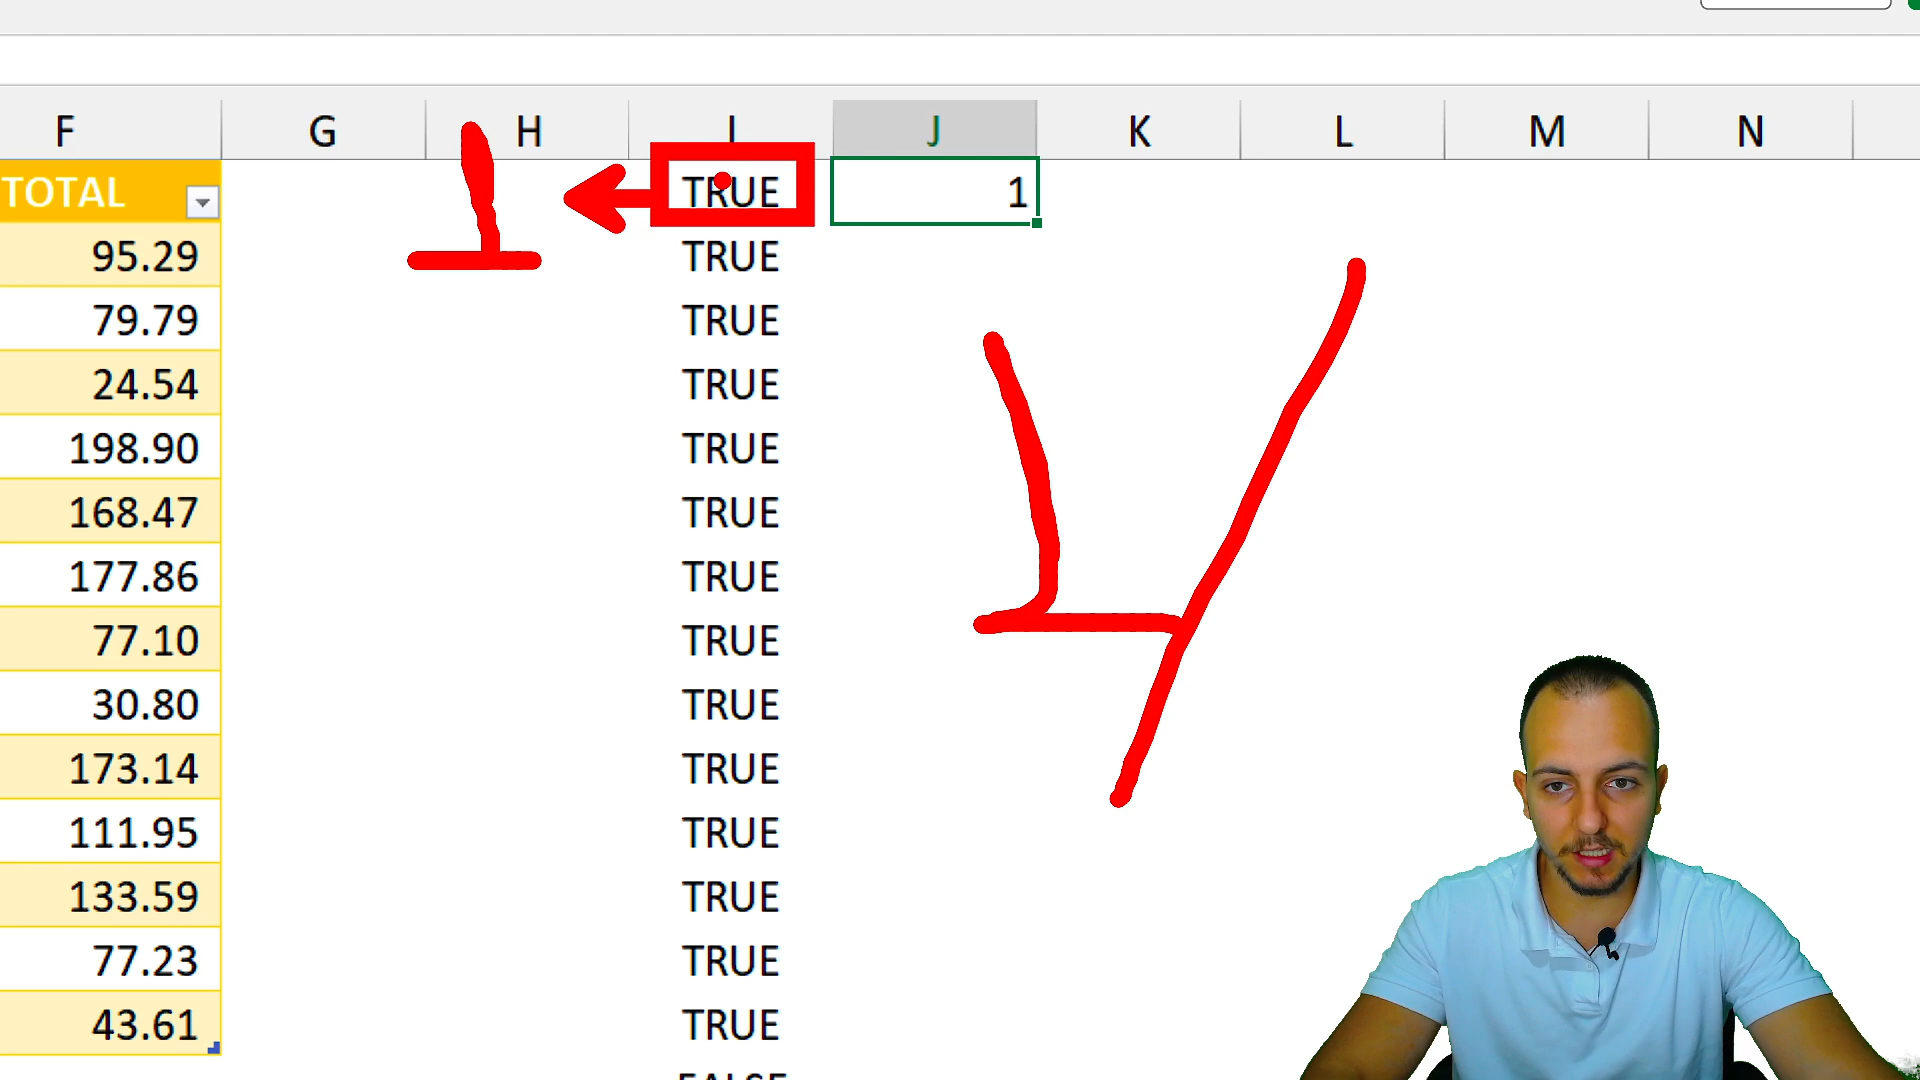 F G H I J K L M N
TOTAL 1 TRUE 1
95.29 TRUE
79.79 TRUE
24.54 TRUE
198.90 TRUE
168.47 TRUE
177.86 TRUE 4
77.10 TRUE
30.80 TRUE
173.14 TRUE
111.95 TRUE
133.59 TRUE
77.23 TRUE
43.61 TRUE
FALSE